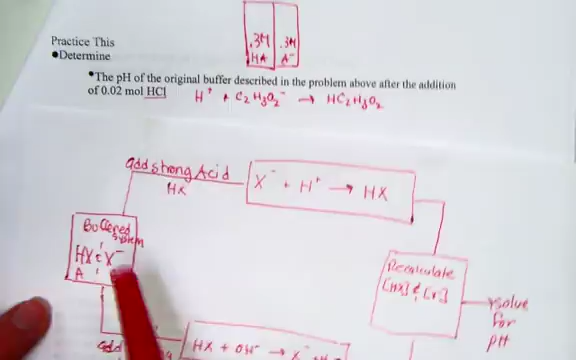 .3M .3M
HA A⁻
Practice This
•Determine
•The pH of the original buffer described in the problem above after the addition
of 0.02 mol HCl H⁺ + C₂H₃O₂⁻ → HC₂H₃O₂
Add Strong Acid
HX
X⁻ + H⁺ → HX
Buffered
System
HX & X⁻
A
Recalculate
[HX] & [X⁻]
solve
for
pH
add
HX + OH⁻ → X⁻